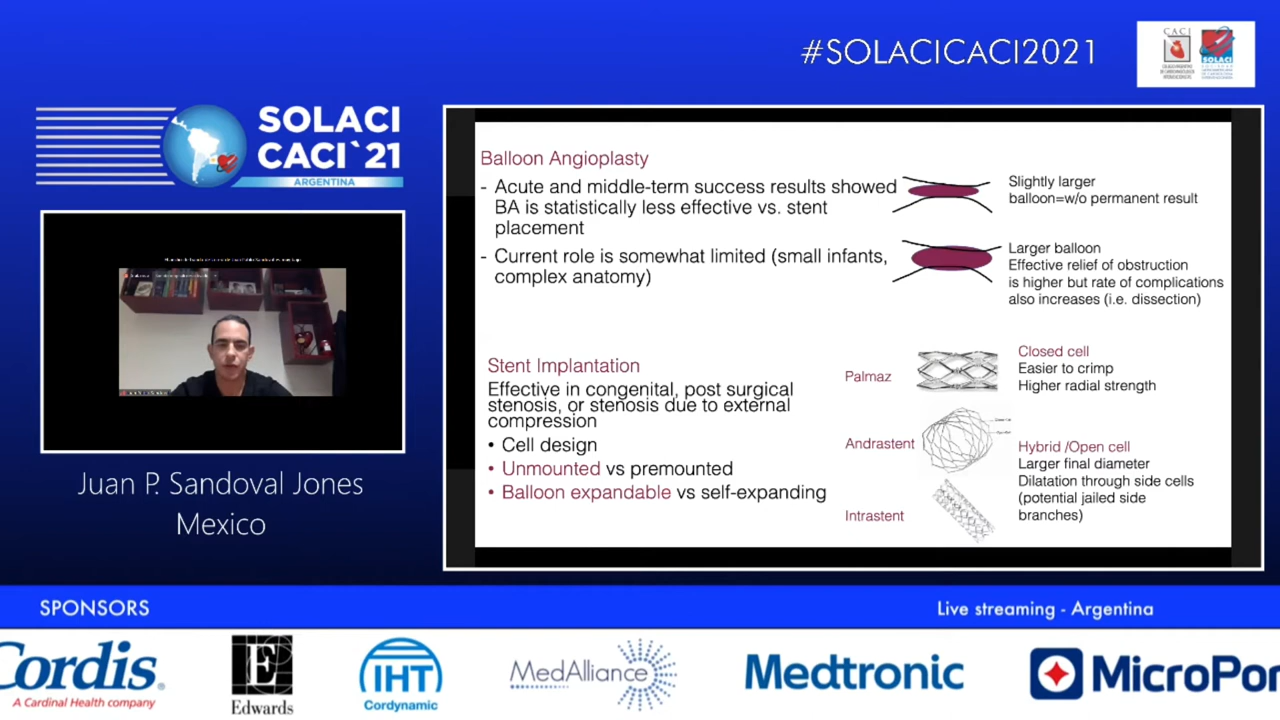 #SOLACICACI2021
CACI
SOLACI
SOLACI
CACI`21
ARGENTINA
Juan P. Sandoval Jones
Mexico
Balloon Angioplasty
- Acute and middle-term success results showed
BA is statistically less effective vs. stent
placement
- Current role is somewhat limited (small infants,
complex anatomy)
Slightly larger
balloon=w/o permanent result
Larger balloon
Effective relief of obstruction
is higher but rate of complications
also increases (i.e. dissection)
Stent Implantation
Effective in congenital, post surgical
stenosis, or stenosis due to external
compression
• Cell design
• Unmounted vs premounted
• Balloon expandable vs self-expanding
Palmaz
Closed cell
Easier to crimp
Higher radial strength
Andrastent
Hybrid /Open cell
Larger final diameter
Dilatation through side cells
(potential jailed side
branches)
Intrastent
SPONSORS
Live streaming - Argentina
Cordis
A Cardinal Health company
E
Edwards
IHT
Cordynamic
MedAlliance
Medtronic
MicroPor